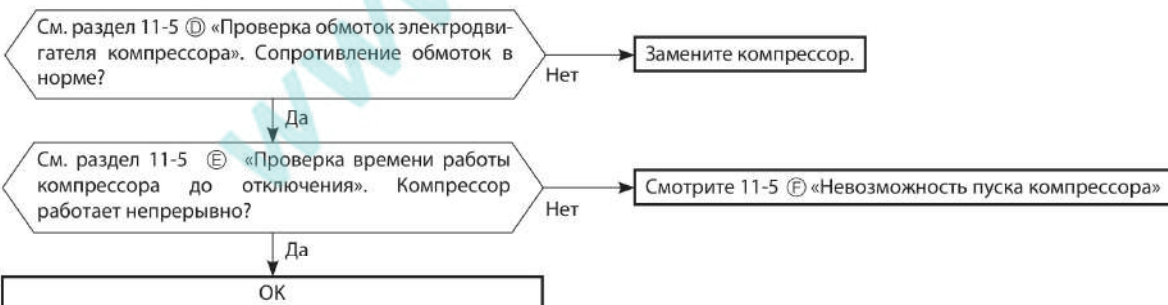 См. раздел 11-5 Ⓓ «Проверка обмоток электродви-
гателя компрессора». Сопротивление обмоток в
норме?
Замените компрессор.
Нет
Да
См. раздел 11-5 Ⓔ «Проверка времени работы
компрессора до отключения». Компрессор
работает непрерывно?
Смотрите 11-5 Ⓕ «Невозможность пуска компрессора»
Нет
Да
OK
www